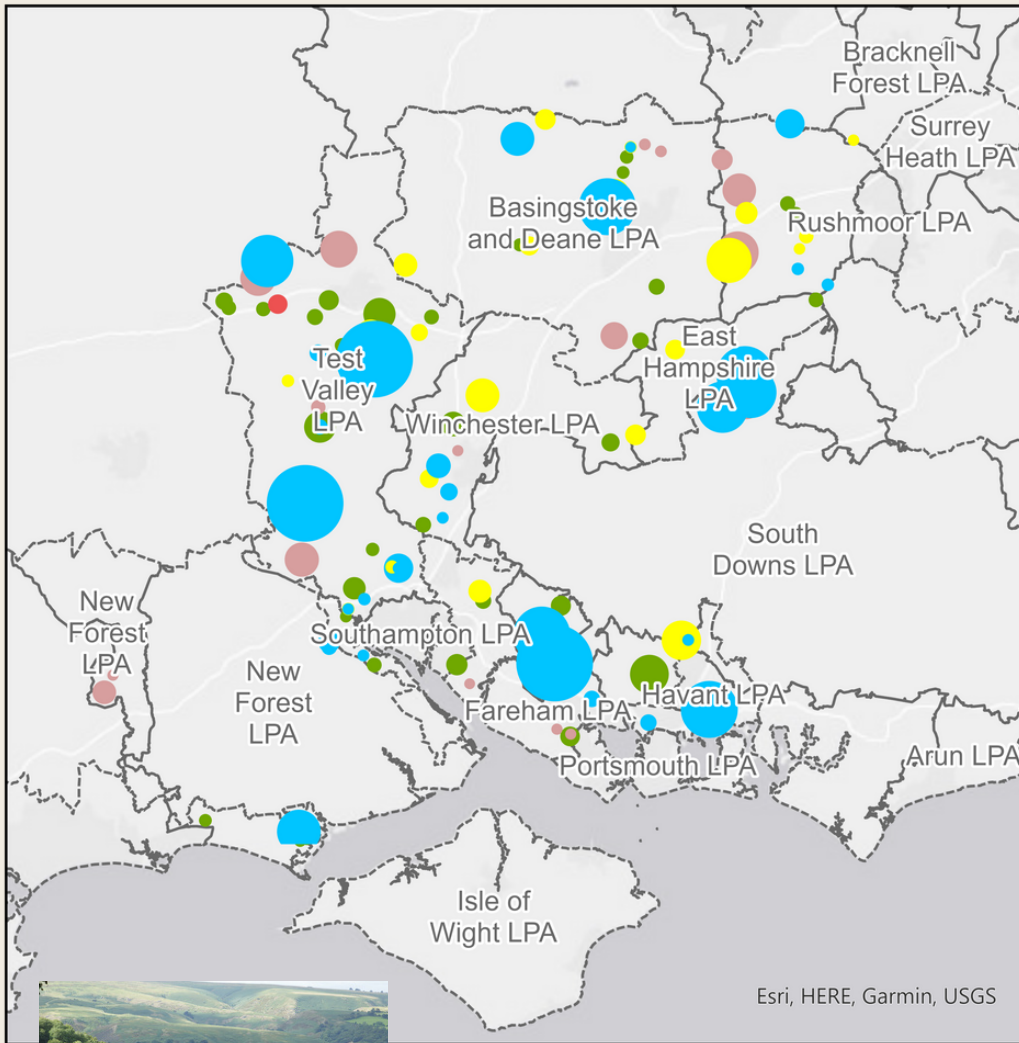 Bracknell
Forest LPA
Surrey
Heath LPA
Basingstoke
and Deane LPA
Rushmoor LPA
East
Hampshire
LPA
Test
Valley
LPA
Winchester LPA
South
Downs LPA
New
Forest
LPA
Southampton LPA
New
Forest
LPA
Fareham LPA
Havant LPA
Portsmouth LPA
Arun LPA
Isle of
Wight LPA
Esri, HERE, Garmin, USGS